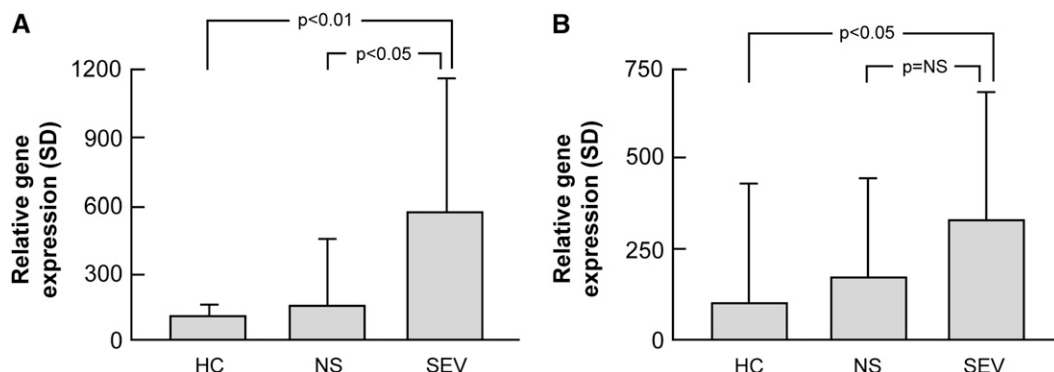 A
p<0.01
p<0.05
Relative gene
expression (SD)
1200
900
600
300
0
HC NS SEV
B
p<0.05
p=NS
Relative gene
expression (SD)
750
500
250
0
HC NS SEV